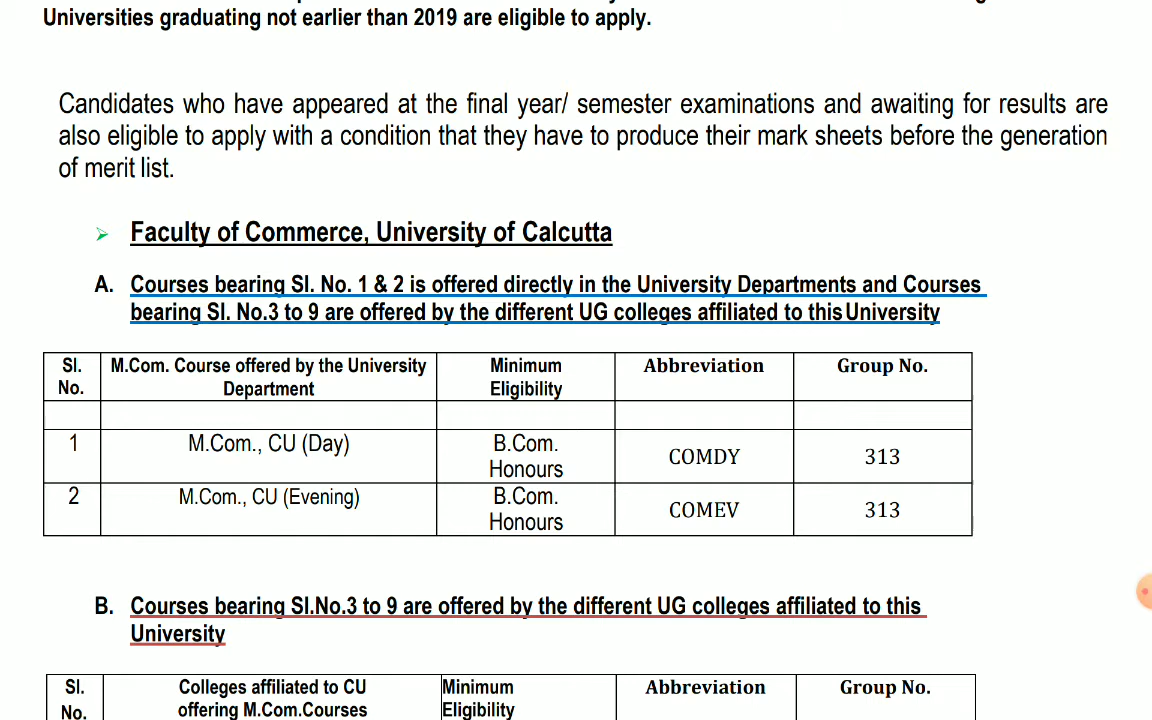 Universities graduating not earlier than 2019 are eligible to apply.
Candidates who have appeared at the final year/ semester examinations and awaiting for results are
also eligible to apply with a condition that they have to produce their mark sheets before the generation
of merit list.
➢ Faculty of Commerce, University of Calcutta
A. Courses bearing Sl. No. 1 & 2 is offered directly in the University Departments and Courses
bearing Sl. No.3 to 9 are offered by the different UG colleges affiliated to this University
Sl. No. M.Com. Course offered by the University Department Minimum Eligibility Abbreviation Group No.
1 M.Com., CU (Day) B.Com. Honours COMDY 313
2 M.Com., CU (Evening) B.Com. Honours COMEV 313
B. Courses bearing Sl.No.3 to 9 are offered by the different UG colleges affiliated to this
University
Sl. No. Colleges affiliated to CU offering M.Com.Courses Minimum Eligibility Abbreviation Group No.